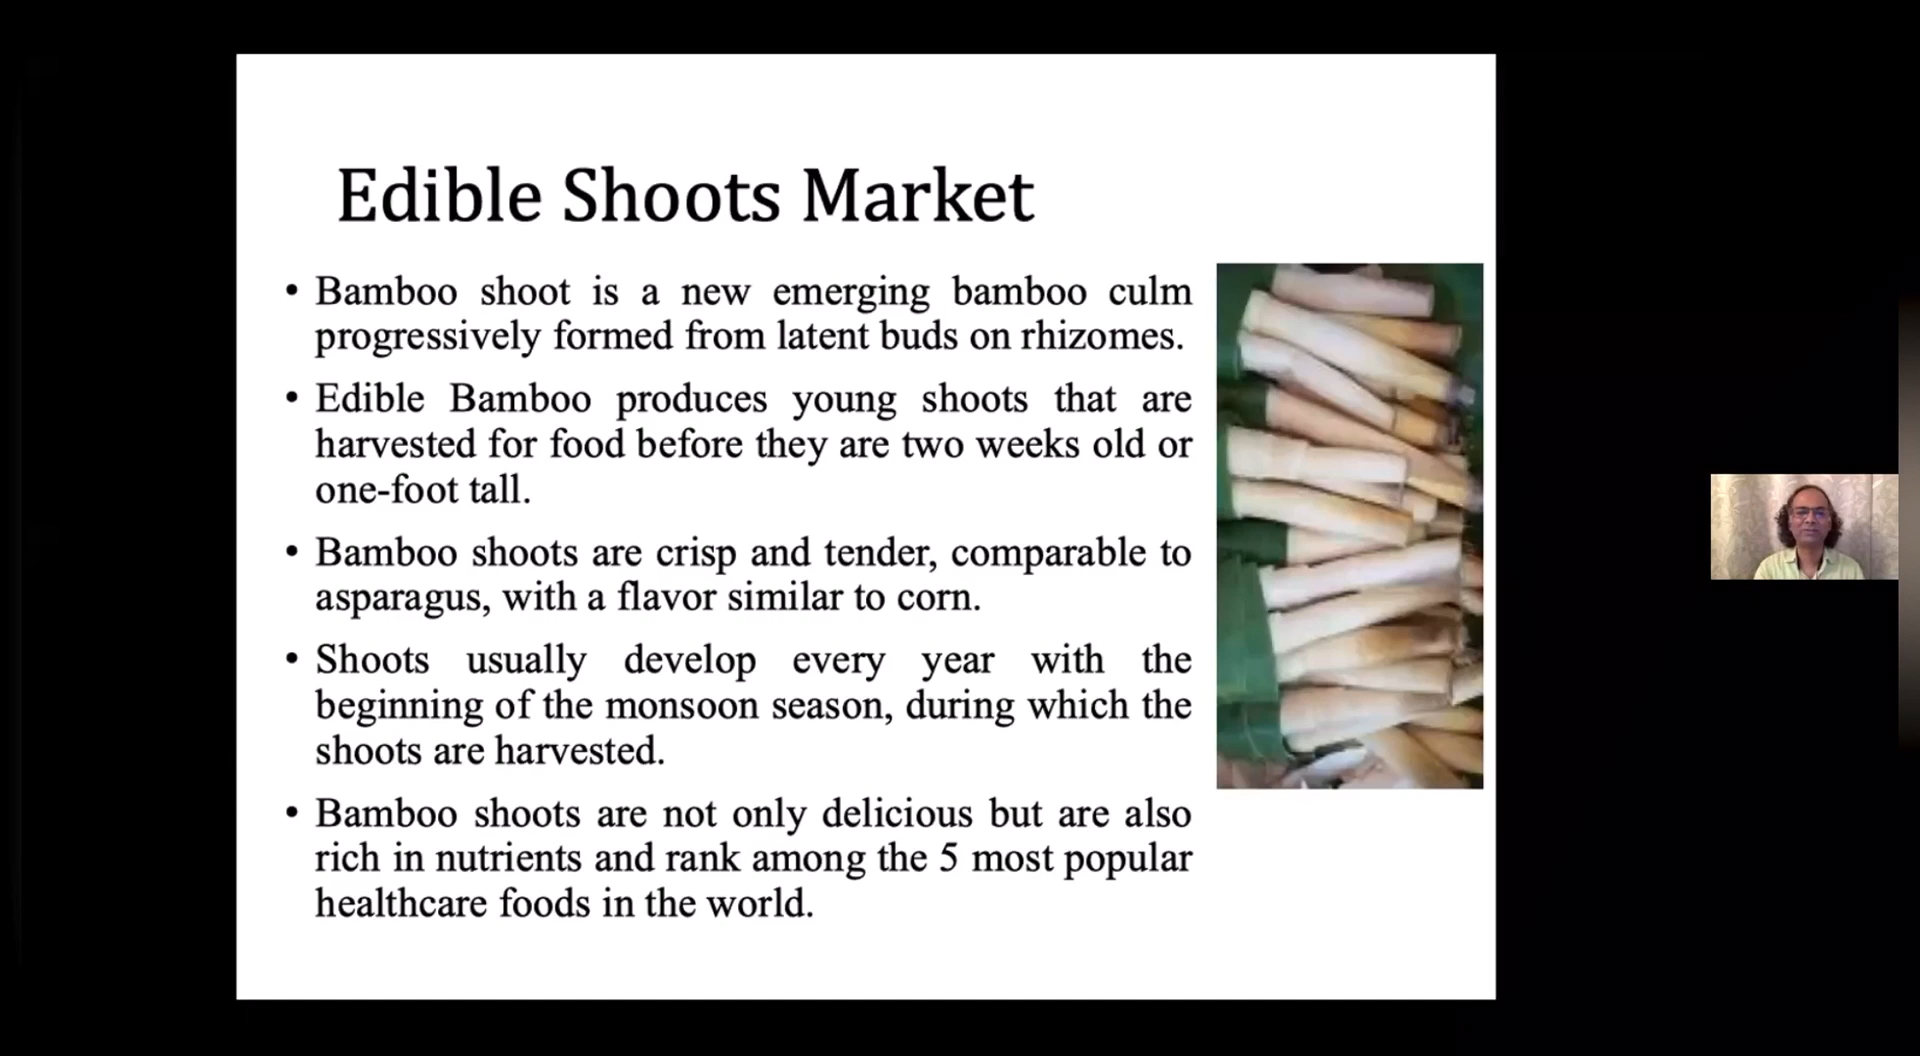 Edible Shoots Market
• Bamboo shoot is a new emerging bamboo culm
progressively formed from latent buds on rhizomes.
• Edible Bamboo produces young shoots that are
harvested for food before they are two weeks old or
one-foot tall.
• Bamboo shoots are crisp and tender, comparable to
asparagus, with a flavor similar to corn.
• Shoots usually develop every year with the
beginning of the monsoon season, during which the
shoots are harvested.
• Bamboo shoots are not only delicious but are also
rich in nutrients and rank among the 5 most popular
healthcare foods in the world.